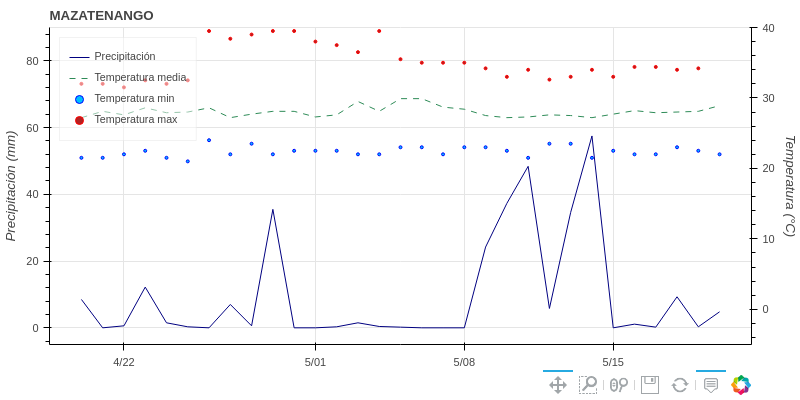 MAZATENANGO
Precipitación
Temperatura media
Temperatura min
Temperatura max
Precipitación (mm)
80
60
40
20
0
Temperatura (°C)
40
30
20
10
0
4/22
5/01
5/08
5/15